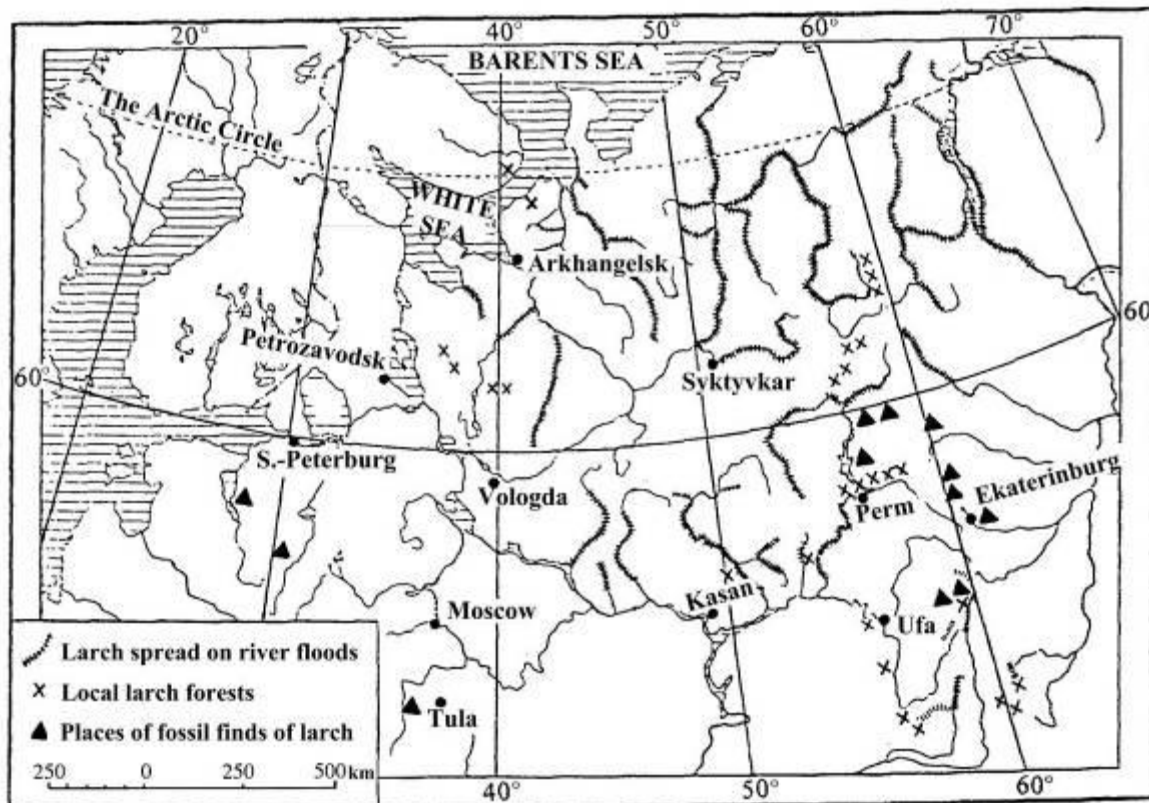 20° 40° 50° 60° 70°
BARENTS SEA
The Arctic Circle
WHITE
SEA
Arkhangelsk
Petrozavodsk
60°
60
Syktyvkar
S.-Peterburg
Vologda
Ekaterinburg
Perm
Kasan
Moscow
Ufa
Tula
Larch spread on river floods
Local larch forests
Places of fossil finds of larch
250 0 250 500 km
40° 50° 60°